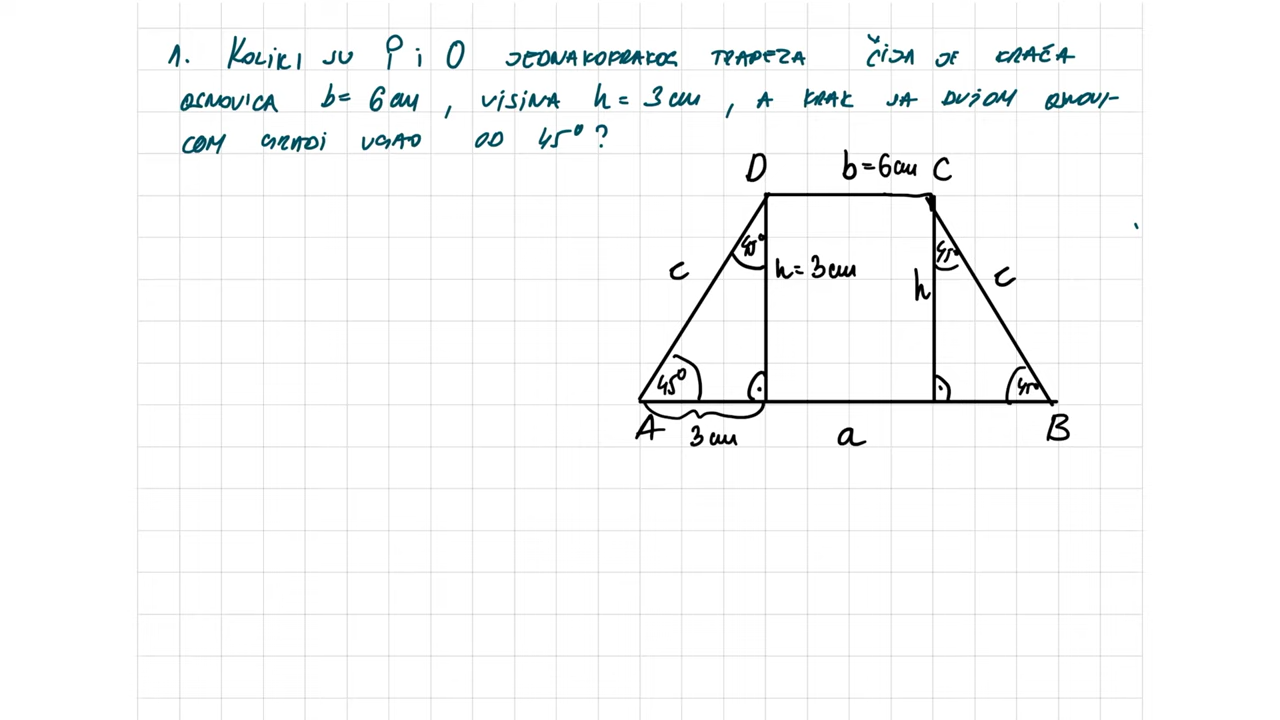 1. KOLIKI SU P i O JEDNAKOKRAKOG TRAPEZA ČIJA JE KRAĆA
OSNOVICA b = 6 cm, VISINA h = 3 cm, A KRAK SA DUŽOM OSNOVI-
COM GRADI UGAO OD 45°?
D b = 6 cm C
45° 45°
c h = 3 cm h c
45° 45°
A 3 cm a B